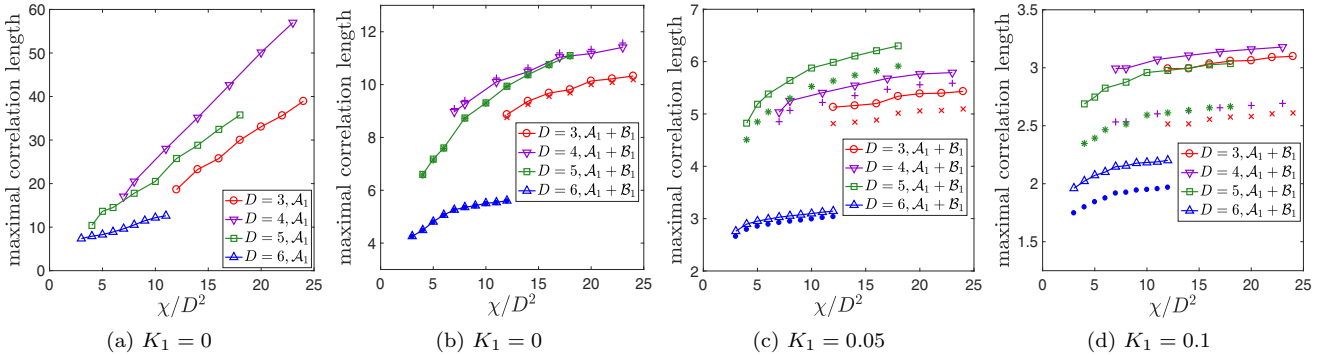 maximal correlation length
60
50
40
30
20
10
0
0 5 10 15 20 25
χ/D²
D = 3, 𝒜₁
D = 4, 𝒜₁
D = 5, 𝒜₁
D = 6, 𝒜₁
(a) K₁ = 0
maximal correlation length
12
10
8
6
4
0 5 10 15 20 25
χ/D²
D = 3, 𝒜₁ + ℬ₁
D = 4, 𝒜₁ + ℬ₁
D = 5, 𝒜₁ + ℬ₁
D = 6, 𝒜₁ + ℬ₁
(b) K₁ = 0
maximal correlation length
7
6
5
4
3
2
0 5 10 15 20 25
χ/D²
D = 3, 𝒜₁ + ℬ₁
D = 4, 𝒜₁ + ℬ₁
D = 5, 𝒜₁ + ℬ₁
D = 6, 𝒜₁ + ℬ₁
(c) K₁ = 0.05
maximal correlation length
3.5
3
2.5
2
1.5
0 5 10 15 20 25
χ/D²
D = 3, 𝒜₁ + ℬ₁
D = 4, 𝒜₁ + ℬ₁
D = 5, 𝒜₁ + ℬ₁
D = 6, 𝒜₁ + ℬ₁
(d) K₁ = 0.1